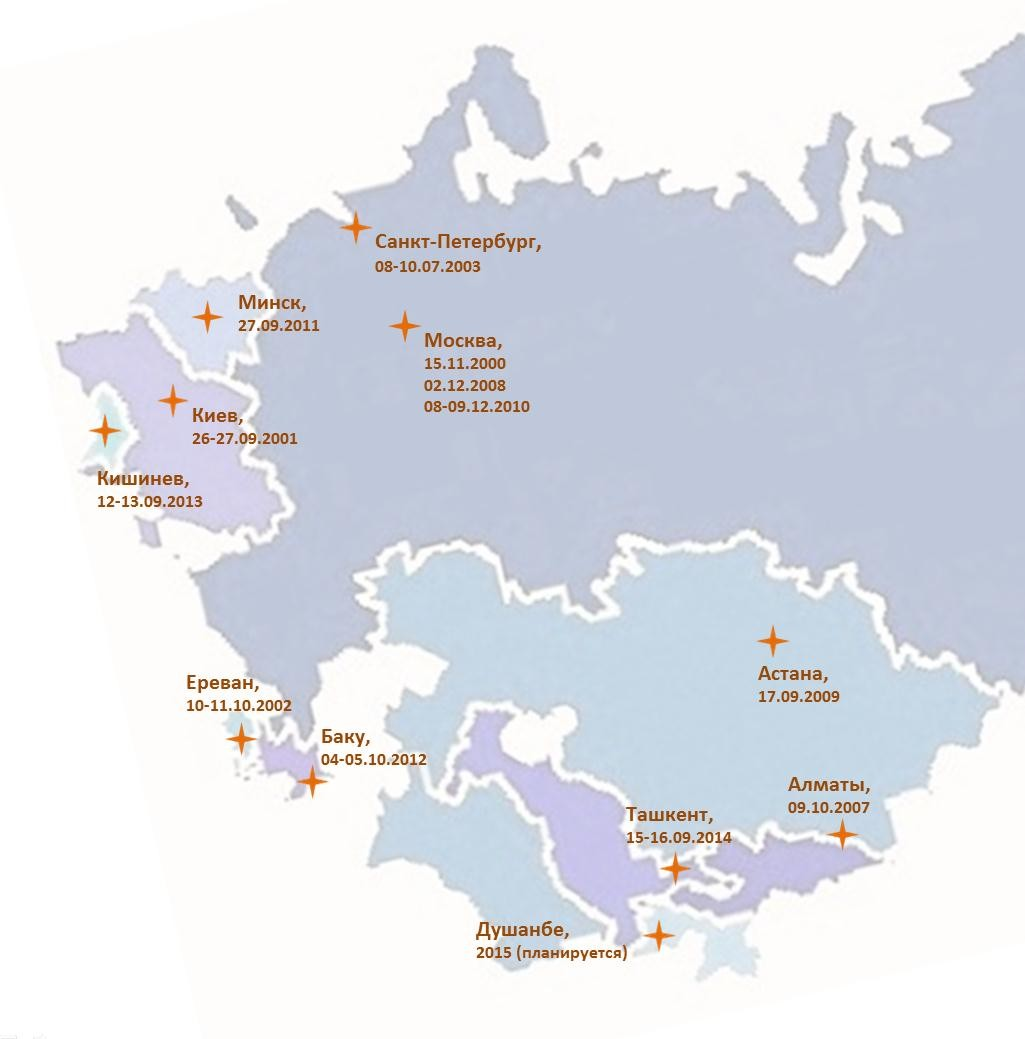 Санкт-Петербург,
08-10.07.2003
Минск,
27.09.2011
Москва,
15.11.2000
02.12.2008
08-09.12.2010
Киев,
26-27.09.2001
Кишинев,
12-13.09.2013
Астана,
17.09.2009
Ереван,
10-11.10.2002
Баку,
04-05.10.2012
Алматы,
09.10.2007
Ташкент,
15-16.09.2014
Душанбе,
2015 (планируется)